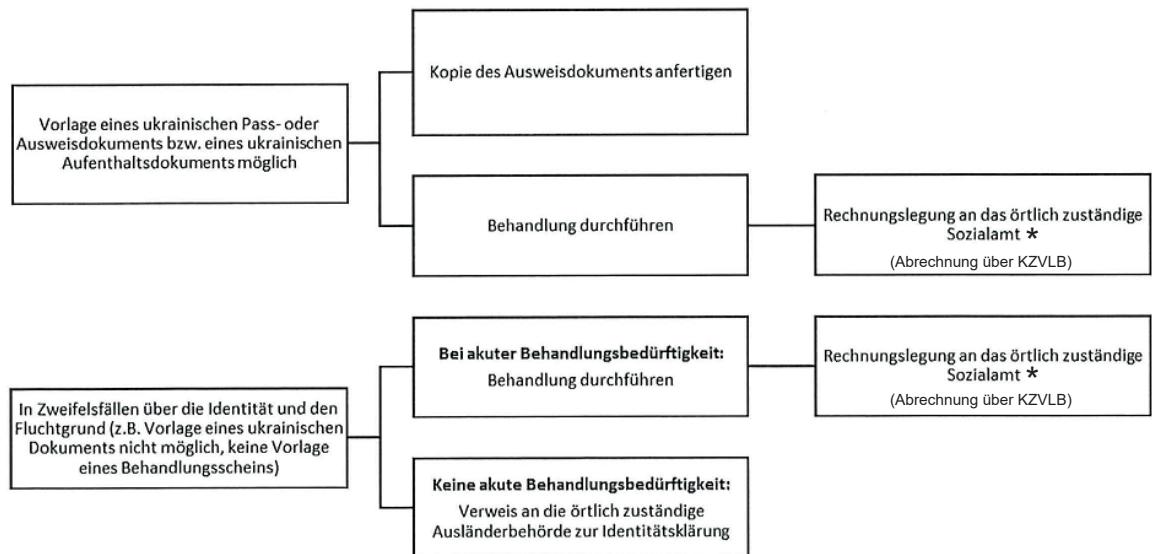 Vorlage eines ukrainischen Pass- oder
Ausweisdokuments bzw. eines ukrainischen
Aufenthaltsdokuments möglich
Kopie des Ausweisdokuments anfertigen
Behandlung durchführen
Rechnungslegung an das örtlich zuständige
Sozialamt *
(Abrechnung über KZVLB)
In Zweifelsfällen über die Identität und den
Fluchtgrund (z.B. Vorlage eines ukrainischen
Dokuments nicht möglich, keine Vorlage
eines Behandlungsscheins)
Bei akuter Behandlungsbedürftigkeit:
Behandlung durchführen
Rechnungslegung an das örtlich zuständige
Sozialamt *
(Abrechnung über KZVLB)
Keine akute Behandlungsbedürftigkeit:
Verweis an die örtlich zuständige
Ausländerbehörde zur Identitätsklärung